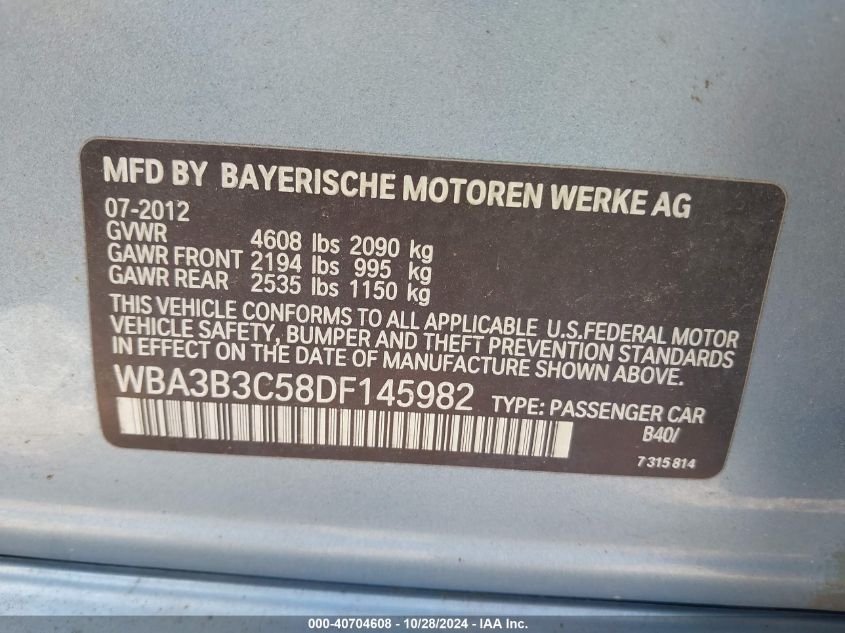 MFD BY BAYERISCHE MOTOREN WERKE AG
07-2012
GVWR 4608 lbs 2090 kg
GAWR FRONT 2194 lbs 995 kg
GAWR REAR 2535 lbs 1150 kg
THIS VEHICLE CONFORMS TO ALL APPLICABLE U.S.FEDERAL MOTOR
VEHICLE SAFETY, BUMPER AND THEFT PREVENTION STANDARDS
IN EFFECT ON THE DATE OF MANUFACTURE SHOWN ABOVE.
WBA3B3C58DF145982 TYPE: PASSENGER CAR
B40/
7 315 814
000-40704608 - 10/28/2024 - IAA Inc.